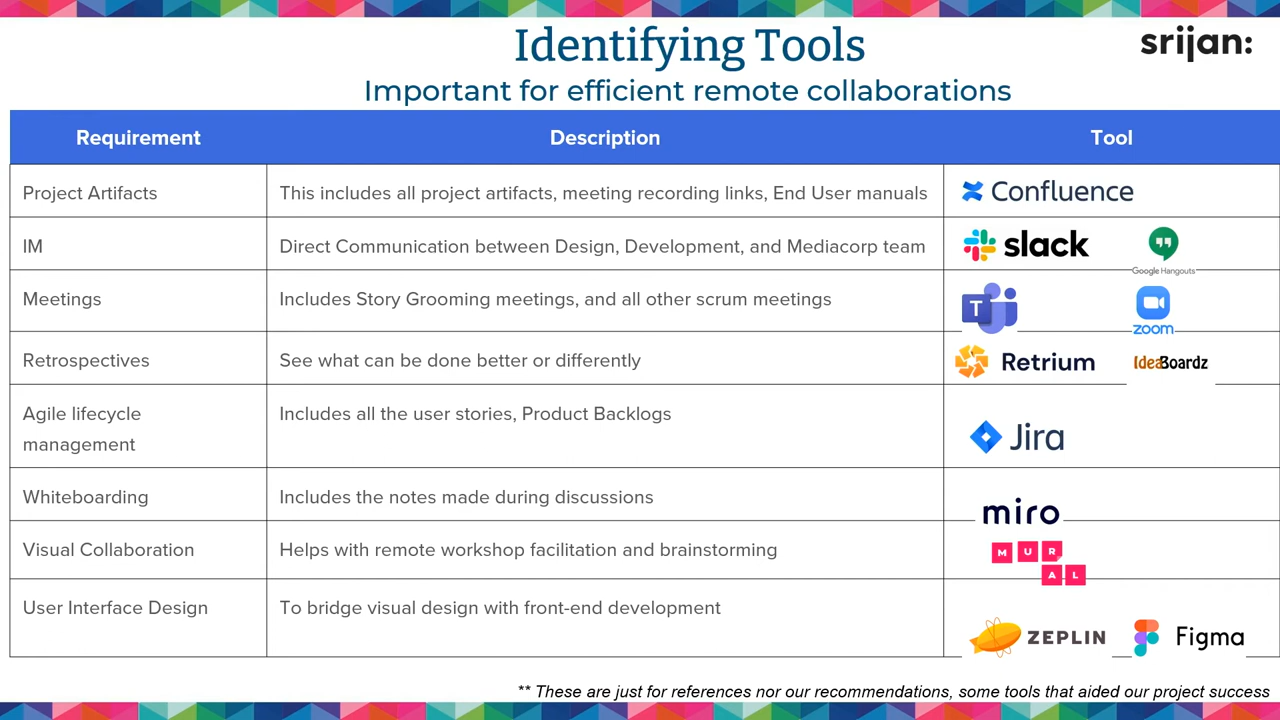 Identifying Tools
srijan:
Important for efficient remote collaborations
Requirement Description Tool
Project Artifacts This includes all project artifacts, meeting recording links, End User manuals Confluence
IM Direct Communication between Design, Development, and Mediacorp team slack Google Hangouts
Meetings Includes Story Grooming meetings, and all other scrum meetings T zoom
Retrospectives See what can be done better or differently Retrium IdeaBoardz
Agile lifecycle
management Includes all the user stories, Product Backlogs Jira
Whiteboarding Includes the notes made during discussions miro
Visual Collaboration Helps with remote workshop facilitation and brainstorming MURAL
User Interface Design To bridge visual design with front-end development ZEPLIN Figma
** These are just for references nor our recommendations, some tools that aided our project success